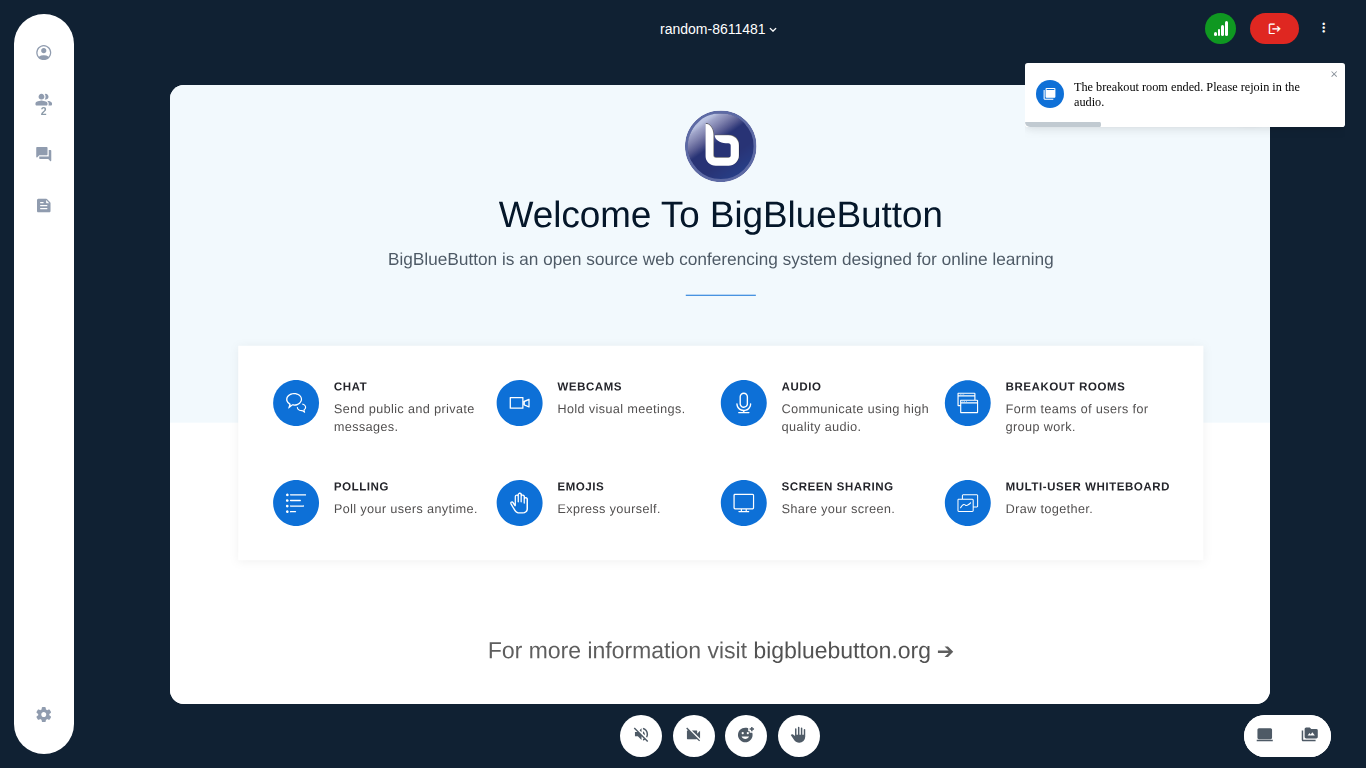 random-8611481
2
The breakout room ended. Please rejoin in the
audio.
Welcome To BigBlueButton
BigBlueButton is an open source web conferencing system designed for online learning
CHAT
Send public and private
messages.
WEBCAMS
Hold visual meetings.
AUDIO
Communicate using high
quality audio.
BREAKOUT ROOMS
Form teams of users for
group work.
POLLING
Poll your users anytime.
EMOJIS
Express yourself.
SCREEN SHARING
Share your screen.
MULTI-USER WHITEBOARD
Draw together.
For more information visit bigbluebutton.org ➔